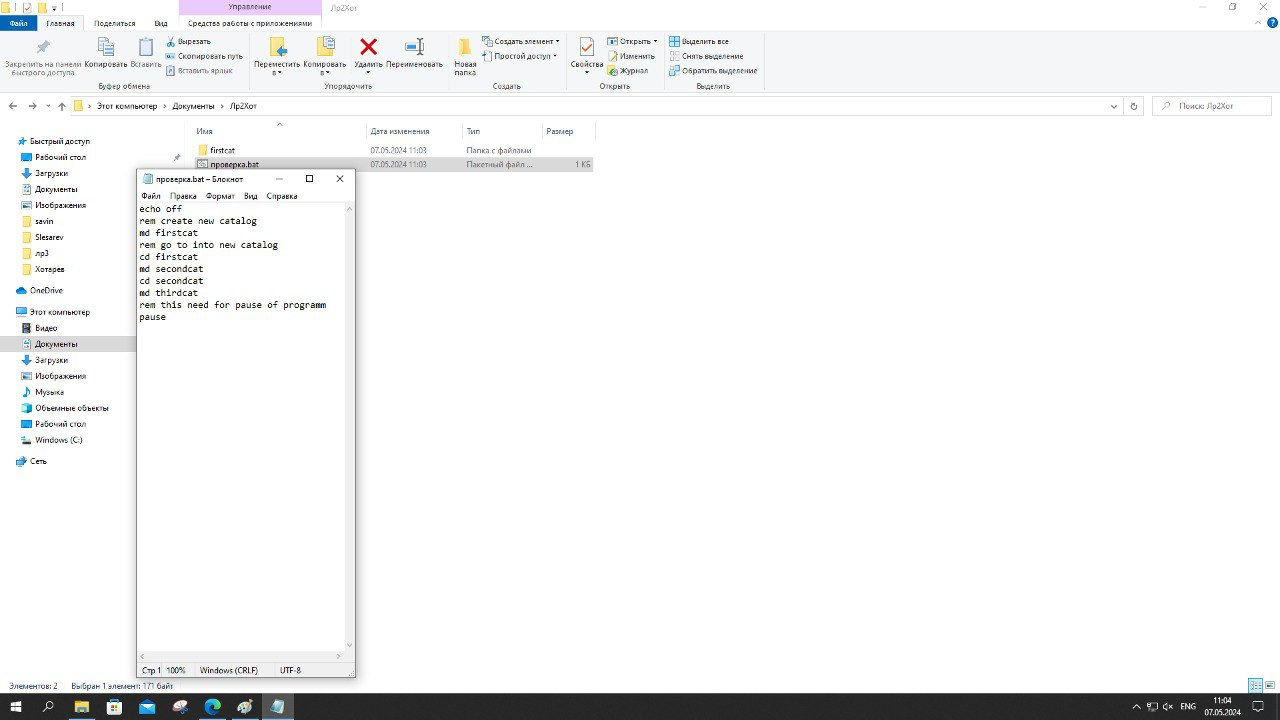 Управление
Лр2Хот
Файл
Главная
Поделиться
Вид
Средства работы с приложениями
Закрепить на панели быстрого доступа
Копировать
Вставить
Вырезать
Скопировать путь
Вставить ярлык
Буфер обмена
Переместить в
Копировать в
Удалить
Переименовать
Упорядочить
Новая папка
Создать элемент
Простой доступ
Создать
Свойства
Открыть
Изменить
Журнал
Открыть
Выделить все
Снять выделение
Обратить выделение
Выделить
Этот компьютер > Документы > Лр2Хот
Поиск: Лр2Хот
Имя
Дата изменения
Тип
Размер
firstcat 07.05.2024 11:03 Папка с файлами
проверка.bat 07.05.2024 11:03 Пакетный файл ... 1 КБ
Быстрый доступ
Рабочий стол
Загрузки
Документы
Изображения
savin
Slesarev
лр3
Хотарев
OneDrive
Этот компьютер
Видео
Документы
Загрузки
Изображения
Музыка
Объемные объекты
Рабочий стол
Windows (C:)
Сеть
проверка.bat – Блокнот
Файл Правка Формат Вид Справка
echo off
rem create new catalog
md firstcat
rem go to into new catalog
cd firstcat
md secondcat
cd secondcat
md thirdcat
rem this need for pause of programm
pause
Стр 1 100% Windows (CRLF) UTF-8
Элементов: 2 Выбран 1 элемент: 171 байт
ENG
11:04
07.05.2024